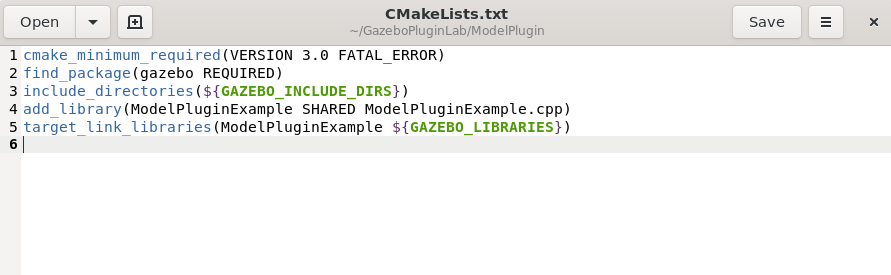 Open
CMakeLists.txt
~/GazeboPluginLab/ModelPlugin
Save
1 cmake_minimum_required(VERSION 3.0 FATAL_ERROR)
2 find_package(gazebo REQUIRED)
3 include_directories(${GAZEBO_INCLUDE_DIRS})
4 add_library(ModelPluginExample SHARED ModelPluginExample.cpp)
5 target_link_libraries(ModelPluginExample ${GAZEBO_LIBRARIES})
6